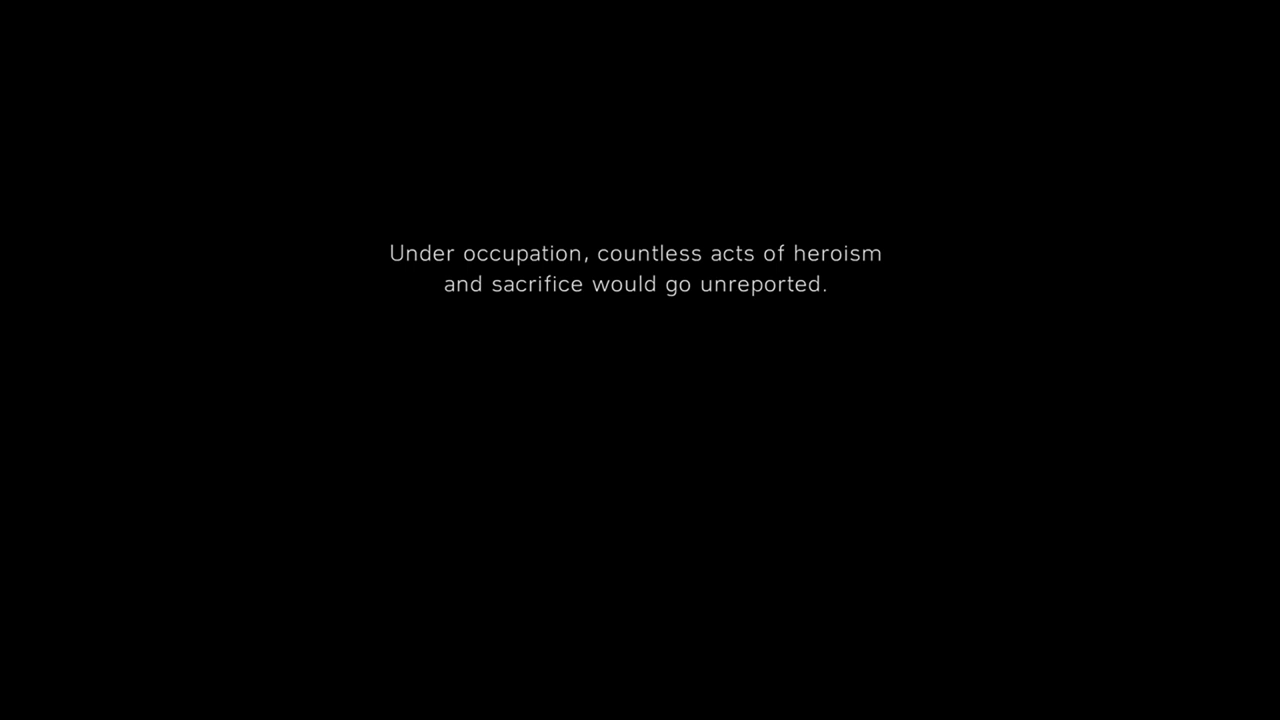 Under occupation, countless acts of heroism
and sacrifice would go unreported.